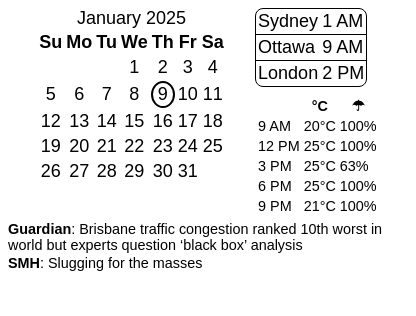 January 2025
Su Mo Tu We Th Fr Sa
1 2 3 4
5 6 7 8 9 10 11
12 13 14 15 16 17 18
19 20 21 22 23 24 25
26 27 28 29 30 31
Sydney 1 AM
Ottawa 9 AM
London 2 PM
°C ☂
9 AM 20°C 100%
12 PM 25°C 100%
3 PM 25°C 63%
6 PM 25°C 100%
9 PM 21°C 100%
Guardian: Brisbane traffic congestion ranked 10th worst in
world but experts question ‘black box’ analysis
SMH: Slugging for the masses